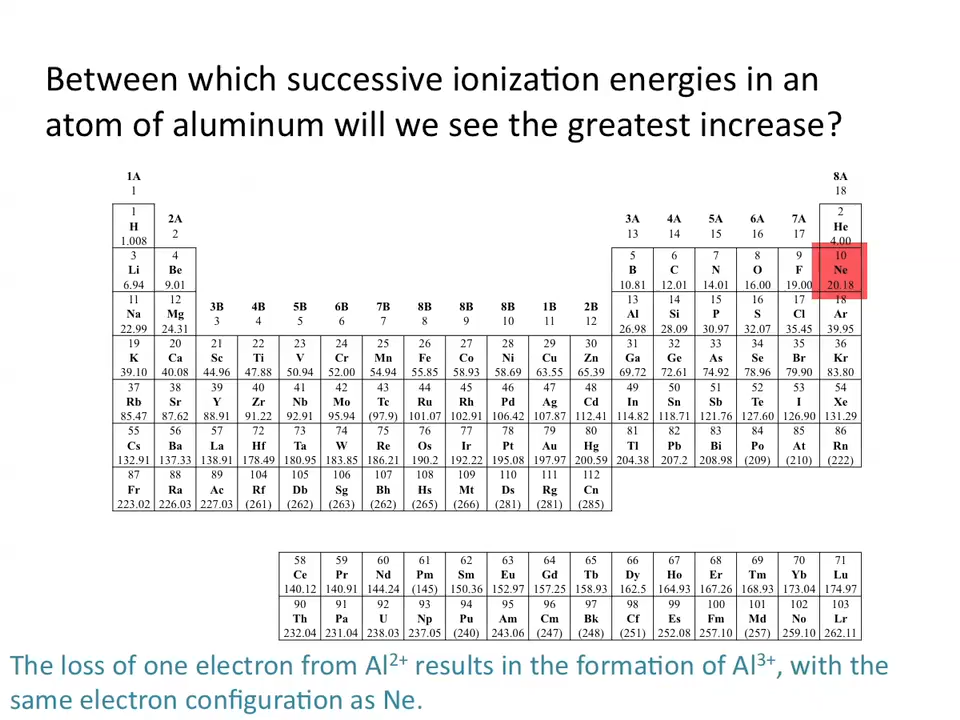 Between which successive ionization energies in an
atom of aluminum will we see the greatest increase?
1A 8A
1 18
1 2A 3A 4A 5A 6A 7A 2
H 2 13 14 15 16 17 He
1.008 4.00
3 4 5 6 7 8 9 10
Li Be B C N O F Ne
6.94 9.01 10.81 12.01 14.01 16.00 19.00 20.18
11 12 3B 4B 5B 6B 7B 8B 8B 8B 1B 2B 13 14 15 16 17 18
Na Mg 3 4 5 6 7 8 9 10 11 12 Al Si P S Cl Ar
22.99 24.31 26.98 28.09 30.97 32.07 35.45 39.95
19 20 21 22 23 24 25 26 27 28 29 30 31 32 33 34 35 36
K Ca Sc Ti V Cr Mn Fe Co Ni Cu Zn Ga Ge As Se Br Kr
39.10 40.08 44.96 47.88 50.94 52.00 54.94 55.85 58.93 58.69 63.55 65.39 69.72 72.61 74.92 78.96 79.90 83.80
37 38 39 40 41 42 43 44 45 46 47 48 49 50 51 52 53 54
Rb Sr Y Zr Nb Mo Tc Ru Rh Pd Ag Cd In Sn Sb Te I Xe
85.47 87.62 88.91 91.22 92.91 95.94 (97.9) 101.07 102.91 106.42 107.87 112.41 114.82 118.71 121.76 127.60 126.90 131.29
55 56 57 72 73 74 75 76 77 78 79 80 81 82 83 84 85 86
Cs Ba La Hf Ta W Re Os Ir Pt Au Hg Tl Pb Bi Po At Rn
132.91 137.33 138.91 178.49 180.95 183.85 186.21 190.2 192.22 195.08 197.97 200.59 204.38 207.2 208.98 (209) (210) (222)
87 88 89 104 105 106 107 108 109 110 111 112
Fr Ra Ac Rf Db Sg Bh Hs Mt Ds Rg Cn
223.02 226.03 227.03 (261) (262) (263) (262) (265) (266) (281) (281) (285)
58 59 60 61 62 63 64 65 66 67 68 69 70 71
Ce Pr Nd Pm Sm Eu Gd Tb Dy Ho Er Tm Yb Lu
140.12 140.91 144.24 (145) 150.36 152.97 157.25 158.93 162.5 164.93 167.26 168.93 173.04 174.97
90 91 92 93 94 95 96 97 98 99 100 101 102 103
Th Pa U Np Pu Am Cm Bk Cf Es Fm Md No Lr
232.04 231.04 238.03 237.05 (240) 243.06 (247) (248) (251) 252.08 257.10 (257) 259.10 262.11
The loss of one electron from Al²⁺ results in the formation of Al³⁺, with the
same electron configuration as Ne.